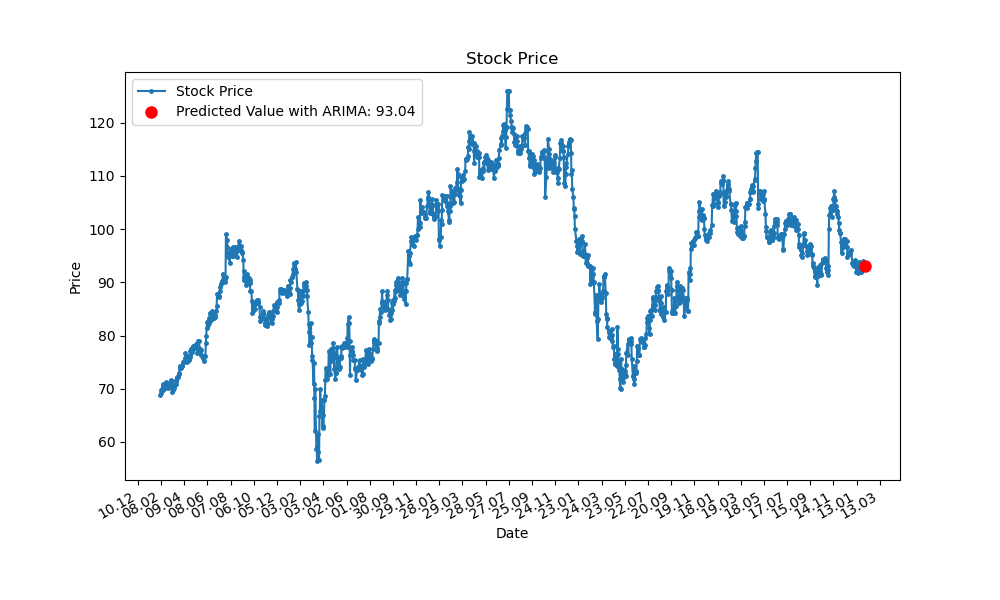 Stock Price
Stock Price
Predicted Value with ARIMA: 93.04
Price
120
110
100
90
80
70
60
10.12 08.02 09.04 08.06 07.08 06.10 05.12 03.02 03.04 02.06 01.08 30.09 29.11 28.01 29.03 28.05 27.07 25.09 24.11 23.01 24.03 23.05 22.07 20.09 19.11 18.01 19.03 18.05 17.07 15.09 14.11 13.01 13.03
Date